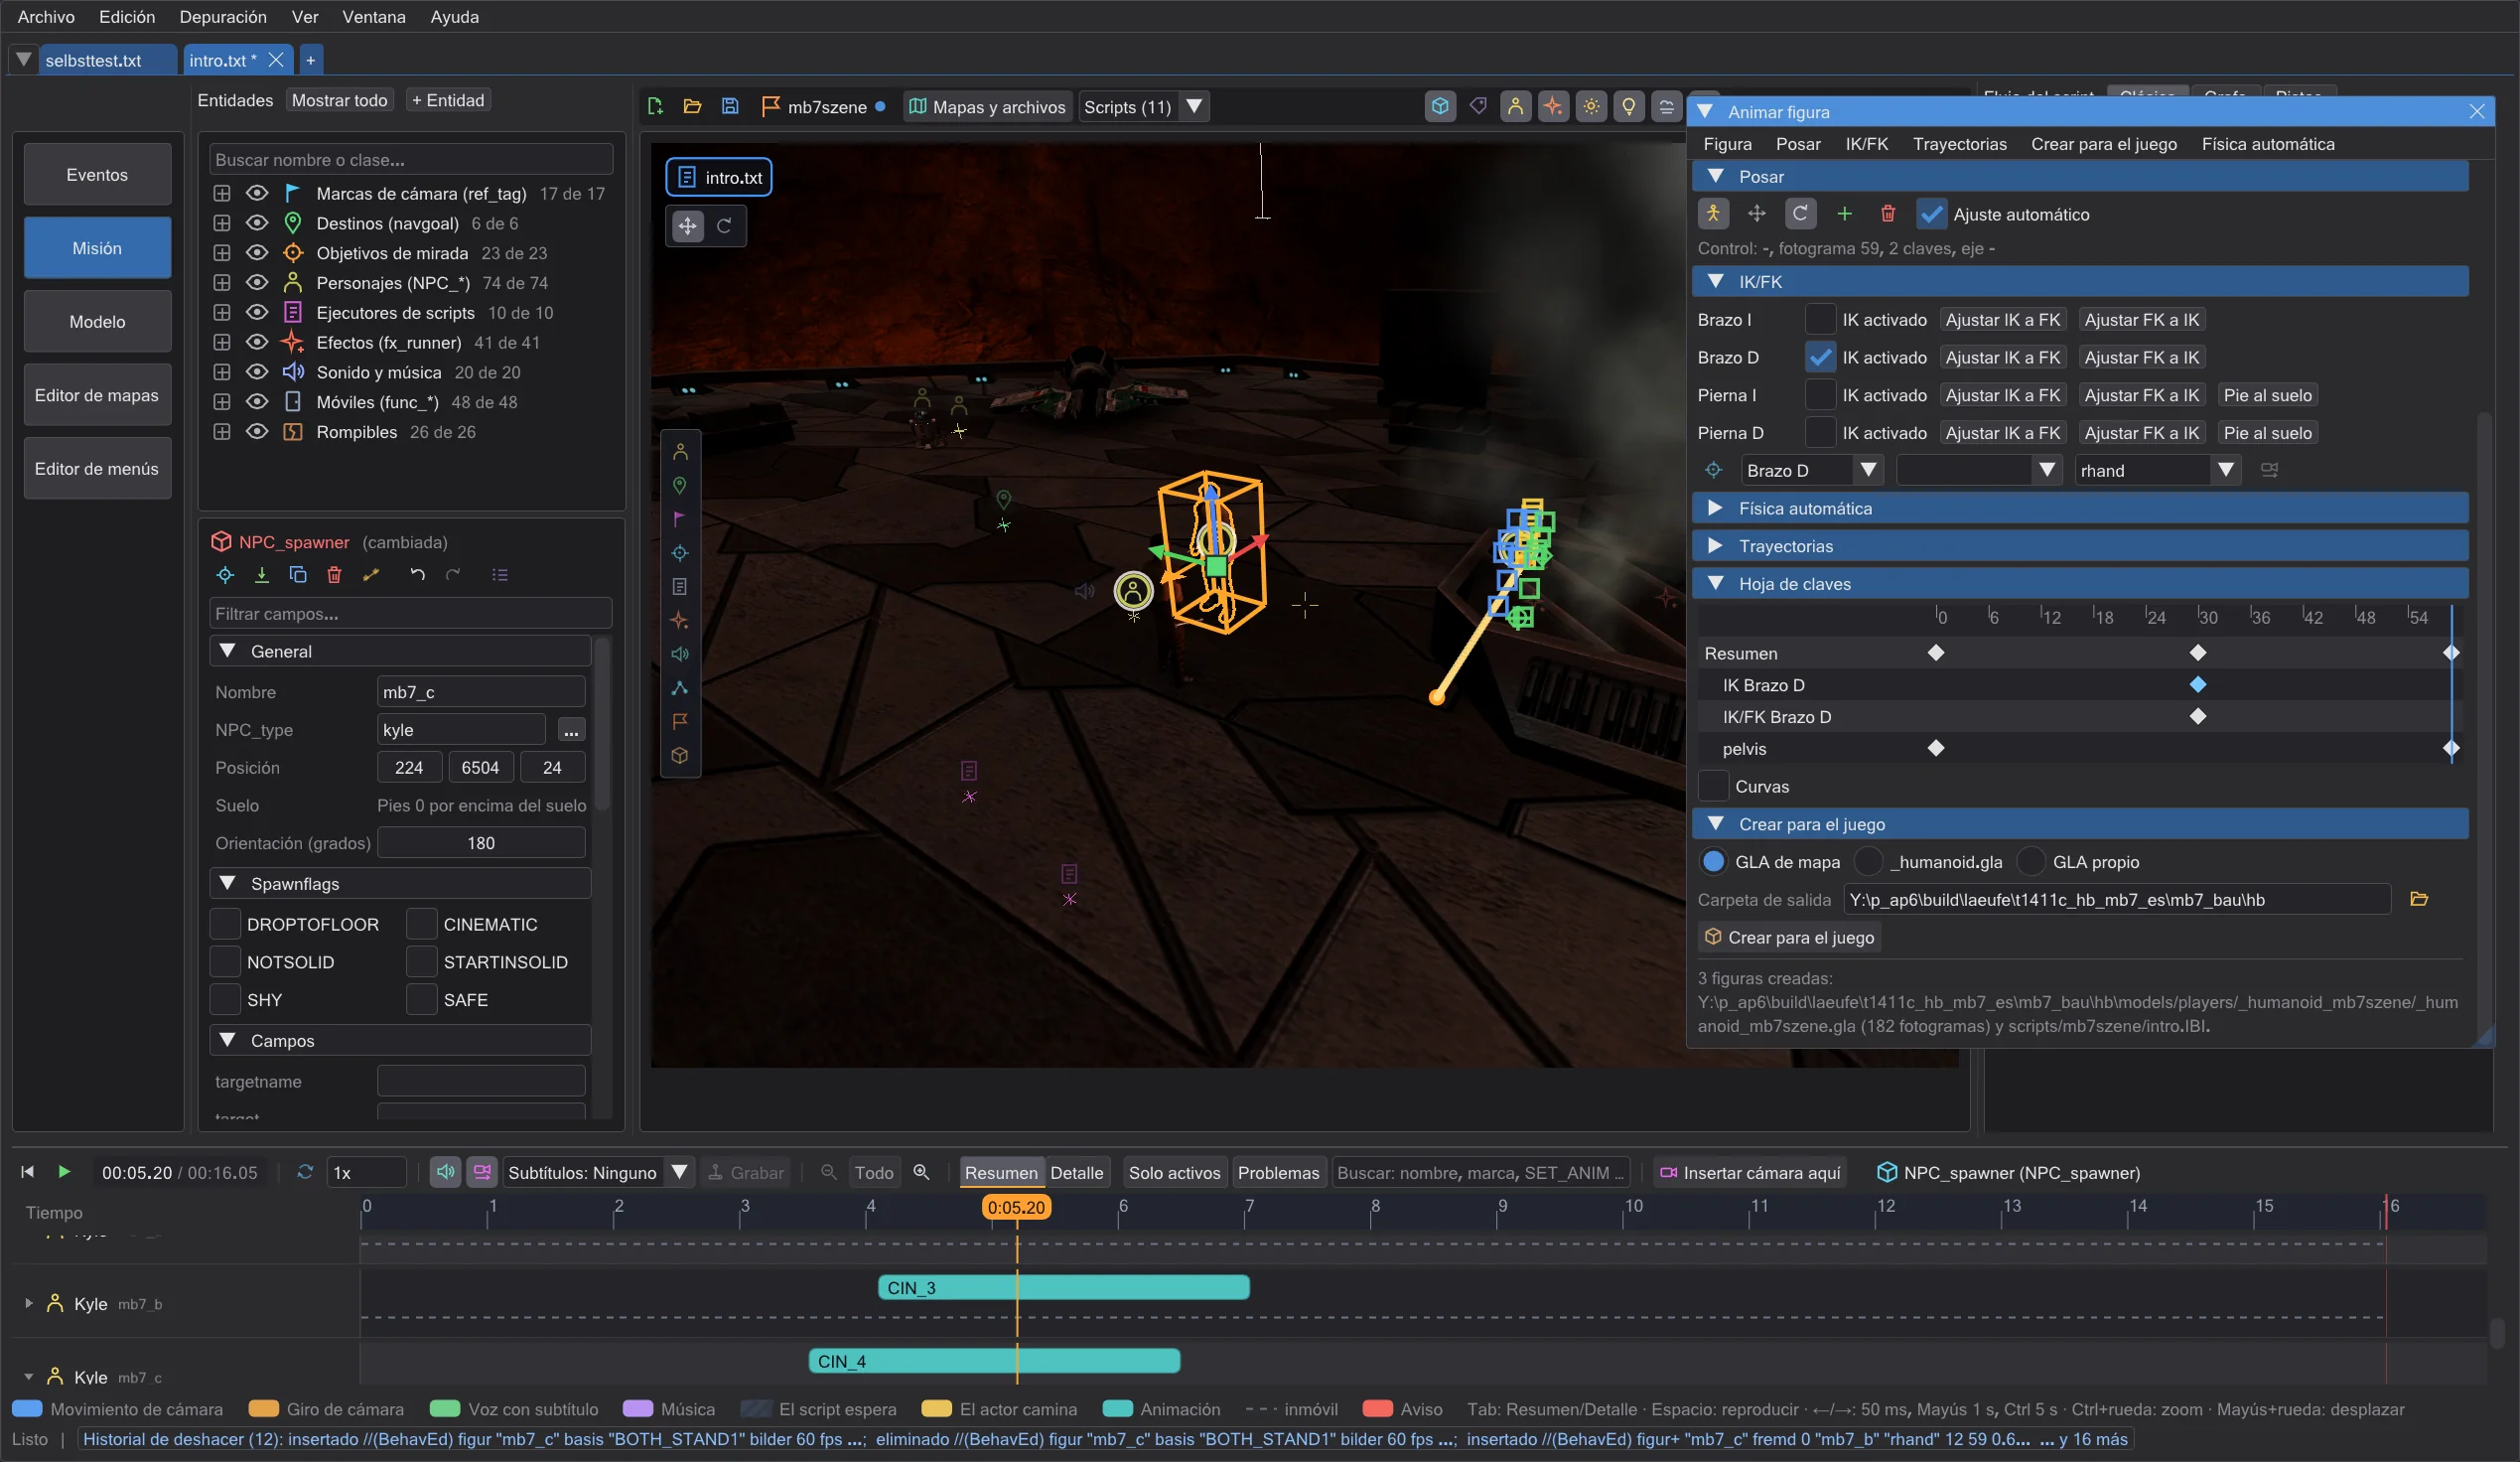 Archivo Edición Depuración Ver Ventana Ayuda
selbsttest.txt intro.txt * +
Entidades Mostrar todo + Entidad
mb7szene Mapas y archivos Scripts (11)
Eventos
Misión
Modelo
Editor de mapas
Editor de menús
Buscar nombre o clase...
Marcas de cámara (ref_tag) 17 de 17
Destinos (navgoal) 6 de 6
Objetivos de mirada 23 de 23
Personajes (NPC_*) 74 de 74
Ejecutores de scripts 10 de 10
Efectos (fx_runner) 41 de 41
Sonido y música 20 de 20
Móviles (func_*) 48 de 48
Rompibles 26 de 26
NPC_spawner (cambiada)
Filtrar campos...
General
Nombre mb7_c
NPC_type kyle ...
Posición 224 6504 24
Suelo Pies 0 por encima del suelo
Orientación (grados) 180
Spawnflags
DROPTOFLOOR CINEMATIC
NOTSOLID STARTINSOLID
SHY SAFE
Campos
targetname
intro.txt
Animar figura
Figura Posar IK/FK Trayectorias Crear para el juego Física automática
Posar
Ajuste automático
Control: -, fotograma 59, 2 claves, eje -
IK/FK
Brazo I IK activado Ajustar IK a FK Ajustar FK a IK
Brazo D IK activado Ajustar IK a FK Ajustar FK a IK
Pierna I IK activado Ajustar IK a FK Ajustar FK a IK Pie al suelo
Pierna D IK activado Ajustar IK a FK Ajustar FK a IK Pie al suelo
Brazo D rhand
Física automática
Trayectorias
Hoja de claves
0 6 12 18 24 30 36 42 48 54
Resumen
IK Brazo D
IK/FK Brazo D
pelvis
Curvas
Crear para el juego
GLA de mapa _humanoid.gla GLA propio
Carpeta de salida Y:\p_ap6\build\laeufe\t1411c_hb_mb7_es\mb7_bau\hb
Crear para el juego
3 figuras creadas:
Y:\p_ap6\build\laeufe\t1411c_hb_mb7_es\mb7_bau\hb\models/players/_humanoid_mb7szene/_hum
anoid_mb7szene.gla (182 fotogramas) y scripts/mb7szene/intro.IBI.
00:05.20 / 00:16.05 1x Subtítulos: Ninguno Grabar Todo Resumen Detalle Solo activos Problemas Buscar: nombre, marca, SET_ANIM ... Insertar cámara aquí NPC_spawner (NPC_spawner)
Tiempo 0 1 2 3 4 0:05.20 6 7 8 9 10 11 12 13 14 15 16
CIN_3
Kyle mb7_b
CIN_4
Kyle mb7_c
Movimiento de cámara Giro de cámara Voz con subtítulo Música El script espera El actor camina Animación inmóvil Aviso Tab: Resumen/Detalle · Espacio: reproducir · ←/→: 50 ms, Mayús 1 s, Ctrl 5 s · Ctrl+rueda: zoom · Mayús+rueda: desplazar
Listo | Historial de deshacer (12): insertado //(BehavEd) figur "mb7_c" basis "BOTH_STAND1" bilder 60 fps ...; eliminado //(BehavEd) figur "mb7_c" basis "BOTH_STAND1" bilder 60 fps ...; insertado //(BehavEd) figur+ "mb7_c" fremd 0 "mb7_b" "rhand" 12 59 0.6... ... y 16 más